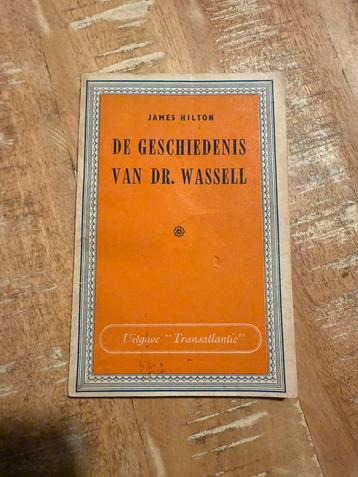 JAMES HILTON
DE GESCHIEDENIS
VAN DR. WASSELL
Uitgave "Transatlantic"